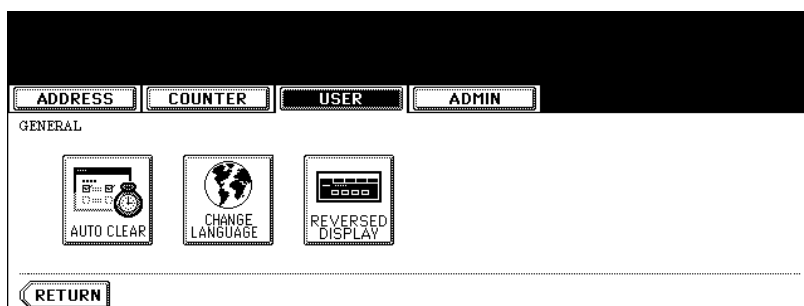 ADDRESS COUNTER USER ADMIN
GENERAL
AUTO CLEAR
CHANGE
LANGUAGE
REVERSED
DISPLAY
RETURN